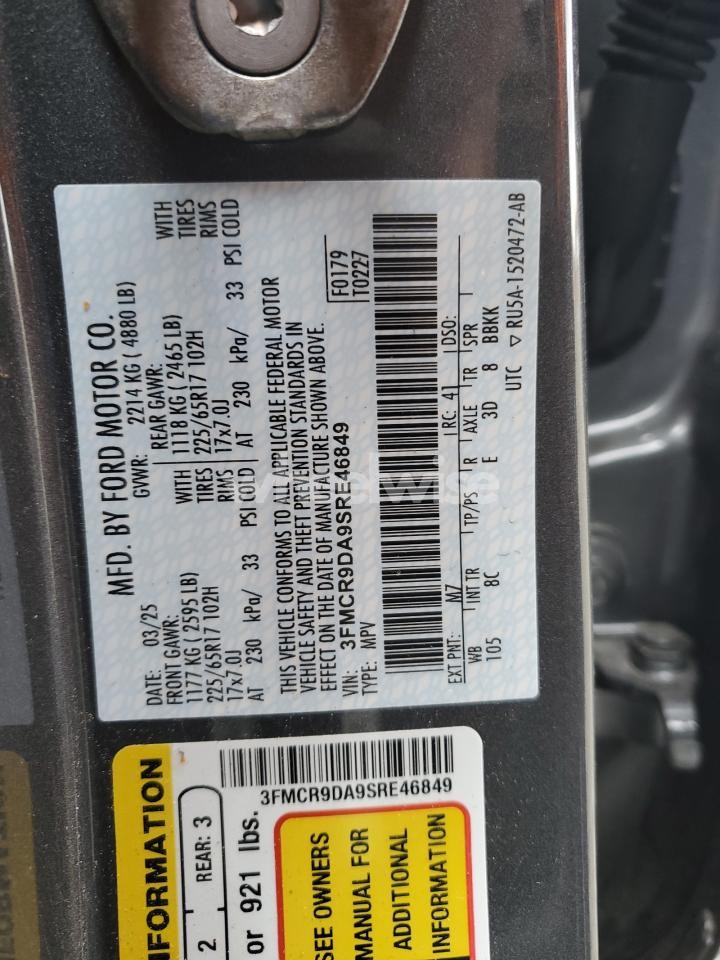 MFD. BY FORD MOTOR CO.
DATE: 03/25 GVWR: 2214 KG ( 4880 LB)
FRONT GAWR: REAR GAWR: WITH
1177 KG ( 2595 LB) WITH 1118 KG ( 2465 LB) TIRES
225/65R17 102H TIRES 225/65R17 102H RIMS
17x7.0J RIMS 17x7.0J
AT 230 kPa/ 33 PSI COLD AT 230 kPa/ 33 PSI COLD
THIS VEHICLE CONFORMS TO ALL APPLICABLE FEDERAL MOTOR
VEHICLE SAFETY AND THEFT PREVENTION STANDARDS IN
EFFECT ON THE DATE OF MANUFACTURE SHOWN ABOVE.
VIN: 3FMCR9DA9SRE46849 F0179
TYPE: MPV T0227
EXT PNT: M7 RC: 41 DSO:
WB INT TR TP/PS R AXLE TR SPR
105 8C E 3D 8 BBKK
UTC ▽ RU5A-1520472-AB
NFORMATION
2 REAR: 3
or 921 lbs.
3FMCR9DA9SRE46849
SEE OWNERS
MANUAL FOR
ADDITIONAL
INFORMATION